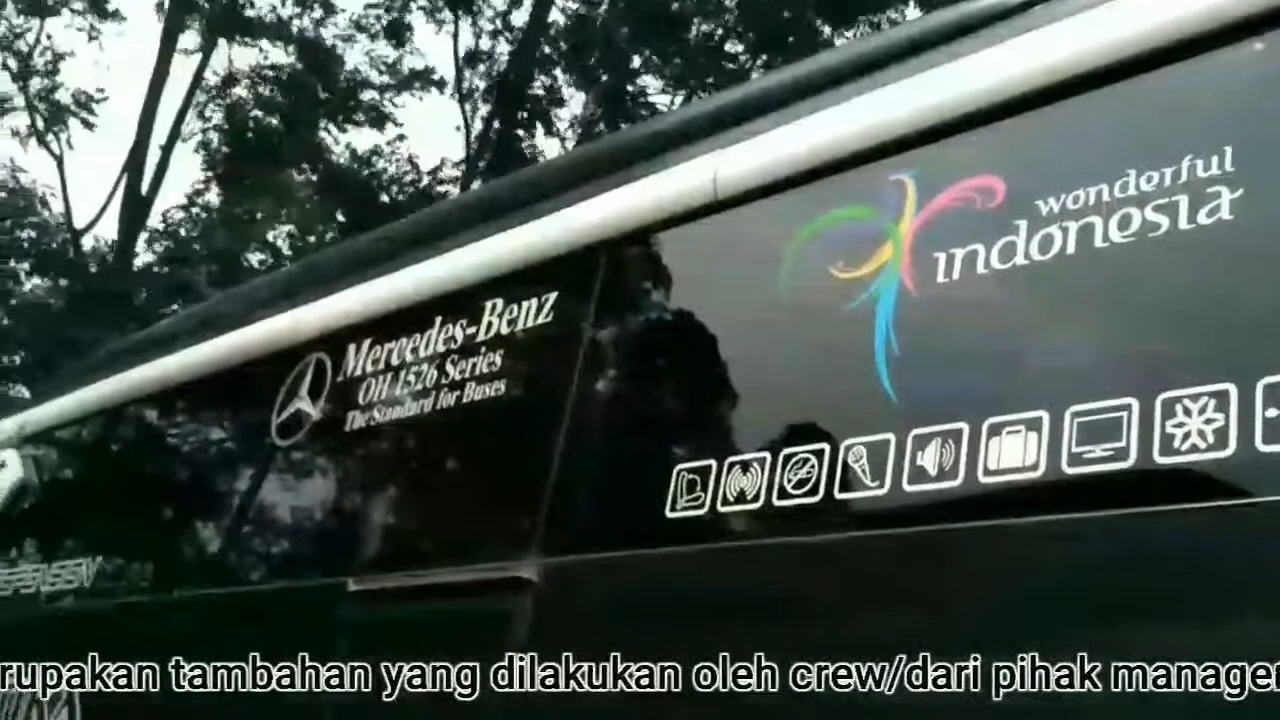 wonderful
indonesia
Mercedes-Benz
OH 1526 Series
The Standard for Buses
rupakan tambahan yang dilakukan oleh crew/dari pihak manager